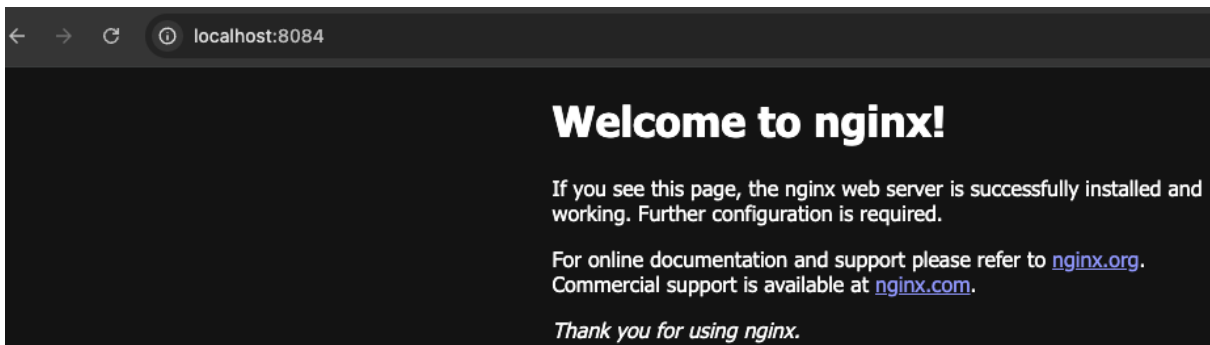 localhost:8084
Welcome to nginx!
If you see this page, the nginx web server is successfully installed and
working. Further configuration is required.
For online documentation and support please refer to nginx.org.
Commercial support is available at nginx.com.
Thank you for using nginx.